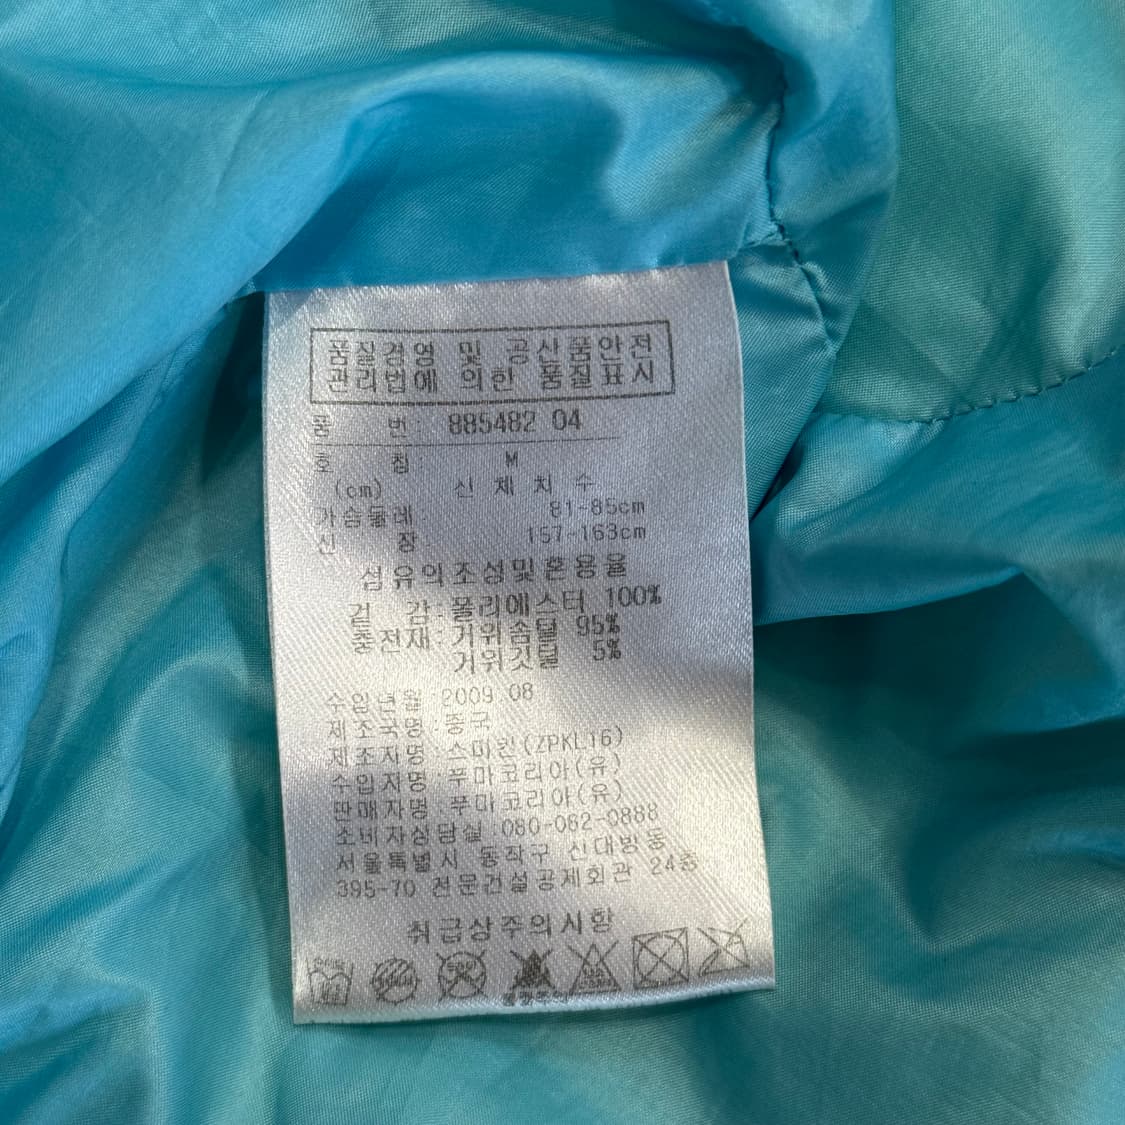 품질경영 및 공산품안전
관리법에 의한 품질표시
품 번: 885482 04
호 칭: M
(cm) 신 체 치 수
가슴둘레: 81-85cm
신 장 157-163cm
섬유의조성및혼용율
겉 감:폴리에스터 100%
충전재:거위솜털 95%
거위깃털 5%
수입년월:2009 08
제조국명:중국
제조자명:스미킨(ZPKL16)
수입자명:푸마코리아(유)
판매자명:푸마코리아(유)
소비자상담실:080-062-0888
서울특별시 동작구 신대방동
395-70 전문건설공제회관 24층
취급상주의사항